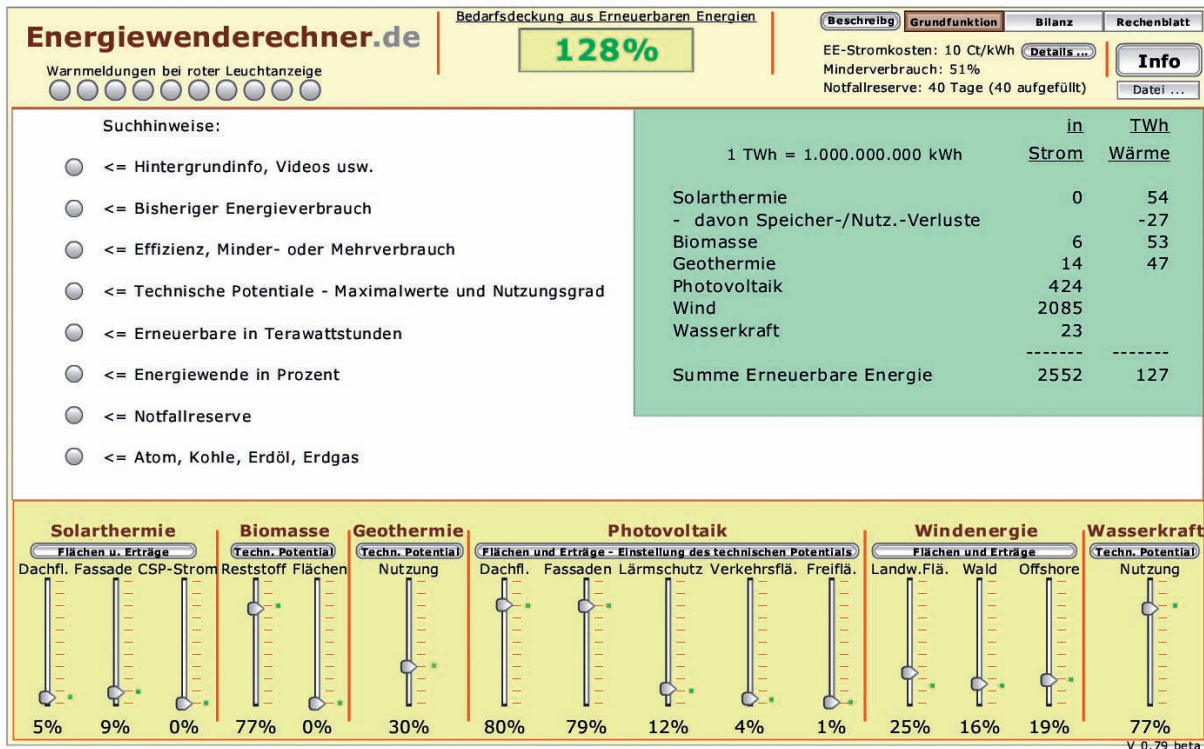 Energiewenderechner.de
Warnmeldungen bei roter Leuchtanzeige
Bedarfsdeckung aus Erneuerbaren Energien
128%
Beschreibg Grundfunktion Bilanz Rechenblatt
EE-Stromkosten: 10 Ct/kWh Details ...
Minderverbrauch: 51%
Notfallreserve: 40 Tage (40 aufgefüllt)
Info
Datei ...
Suchhinweise:
<= Hintergrundinfo, Videos usw.
<= Bisheriger Energieverbrauch
<= Effizienz, Minder- oder Mehrverbrauch
<= Technische Potentiale - Maximalwerte und Nutzungsgrad
<= Erneuerbare in Terawattstunden
<= Energiewende in Prozent
<= Notfallreserve
<= Atom, Kohle, Erdöl, Erdgas
in TWh
1 TWh = 1.000.000.000 kWh Strom Wärme
Solarthermie 0 54
- davon Speicher-/Nutz.-Verluste -27
Biomasse 6 53
Geothermie 14 47
Photovoltaik 424
Wind 2085
Wasserkraft 23
------- -------
Summe Erneuerbare Energie 2552 127
Solarthermie Biomasse Geothermie Photovoltaik Windenergie Wasserkraft
Flächen u. Erträge Techn. Potential Techn. Potential Flächen und Erträge - Einstellung des technischen Potentials Flächen und Erträge Techn. Potential
Dachfl. Fassade CSP-Strom Reststoff Flächen Nutzung Dachfl. Fassaden Lärmschutz Verkehrsflä. Freiflä. Landw.Flä. Wald Offshore Nutzung
5% 9% 0% 77% 0% 30% 80% 79% 12% 4% 1% 25% 16% 19% 77%
V 0.79 beta